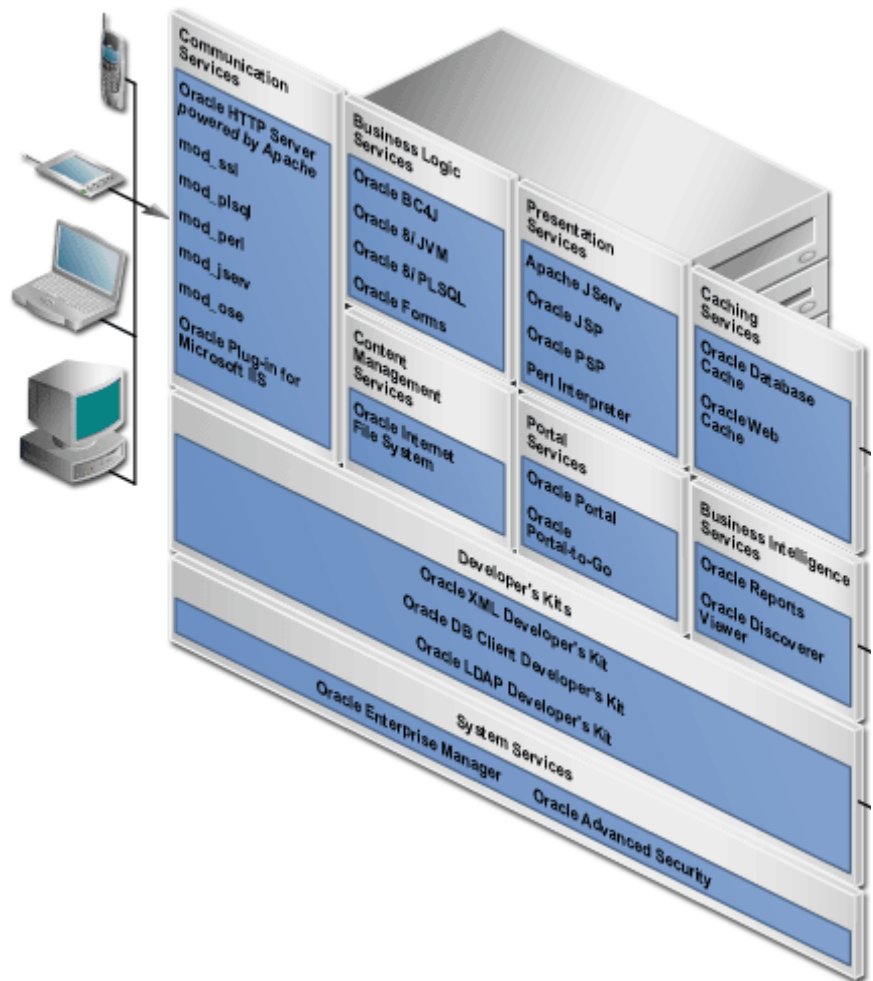 Communication
Services
Oracle HTTP Server
powered by Apache
mod_ssl
mod_plsql
mod_perl
mod_jserv
mod_ose
Oracle Plug-in for
Microsoft IIS
Business Logic
Services
Oracle BC4J
Oracle 8i JVM
Oracle 8i PLSQL
Oracle Forms
Content
Management
Services
Oracle Internet
File System
Presentation
Services
Apache JServ
Oracle JSP
Oracle PSP
Perl Interpreter
Portal
Services
Oracle Portal
Oracle
Portal-to-Go
Caching
Services
Oracle Database
Cache
Oracle Web
Cache
Business Intelligence
Services
Oracle Reports
Oracle Discoverer
Viewer
Developer's Kits
Oracle XML Developer's Kit
Oracle DB Client Developer's Kit
Oracle LDAP Developer's Kit
System Services
Oracle Enterprise Manager
Oracle Advanced Security